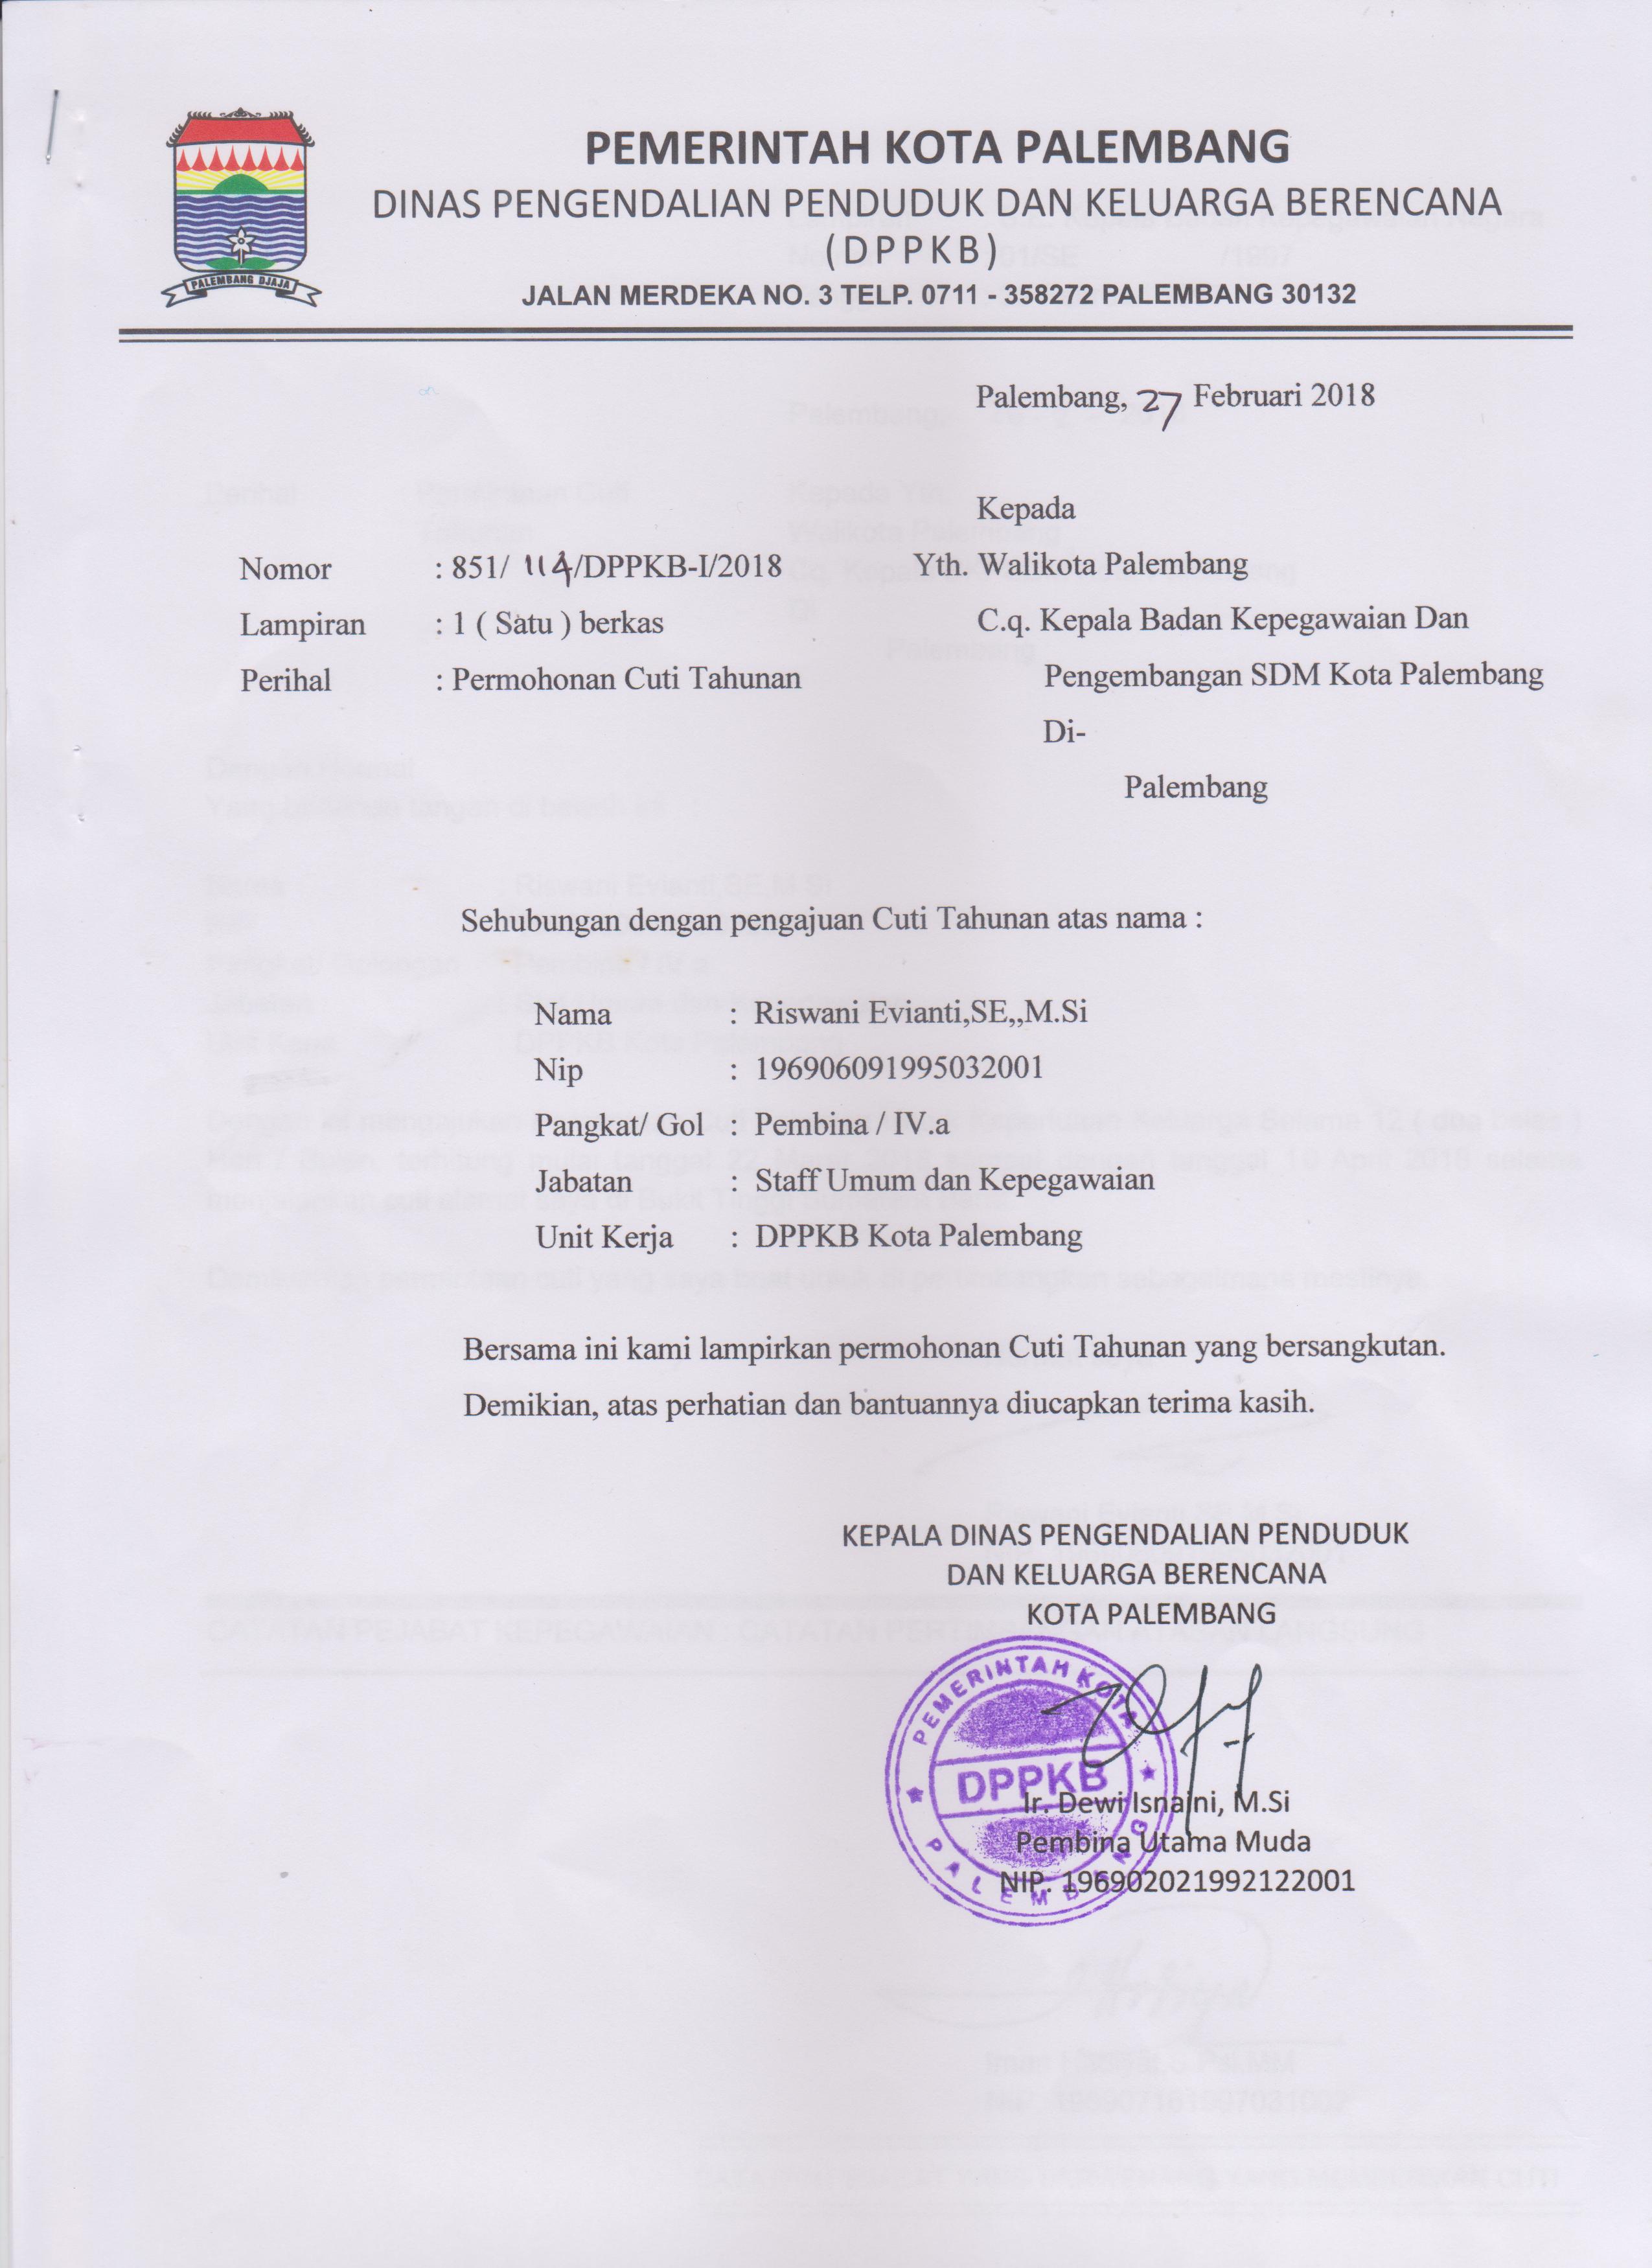 PALEMBANG DJAJA
PEMERINTAH KOTA PALEMBANG
DINAS PENGENDALIAN PENDUDUK DAN KELUARGA BERENCANA
(DPPKB)
JALAN MERDEKA NO. 3 TELP. 0711 - 358272 PALEMBANG 30132
Palembang, 27 Februari 2018
Kepada
Nomor : 851/ 114/DPPKB-I/2018 Yth. Walikota Palembang
Lampiran : 1 ( Satu ) berkas C.q. Kepala Badan Kepegawaian Dan
Perihal : Permohonan Cuti Tahunan Pengembangan SDM Kota Palembang
Di-
Palembang
Sehubungan dengan pengajuan Cuti Tahunan atas nama :
Nama : Riswani Evianti,SE,,M.Si
Nip : 196906091995032001
Pangkat/ Gol : Pembina / IV.a
Jabatan : Staff Umum dan Kepegawaian
Unit Kerja : DPPKB Kota Palembang
Bersama ini kami lampirkan permohonan Cuti Tahunan yang bersangkutan.
Demikian, atas perhatian dan bantuannya diucapkan terima kasih.
KEPALA DINAS PENGENDALIAN PENDUDUK
DAN KELUARGA BERENCANA
KOTA PALEMBANG
PEMERINTAH KOTA
DPPKB
PALEMBANG
Ir. Dewi Isnaini, M.Si
Pembina Utama Muda
NIP. 196902021992122001